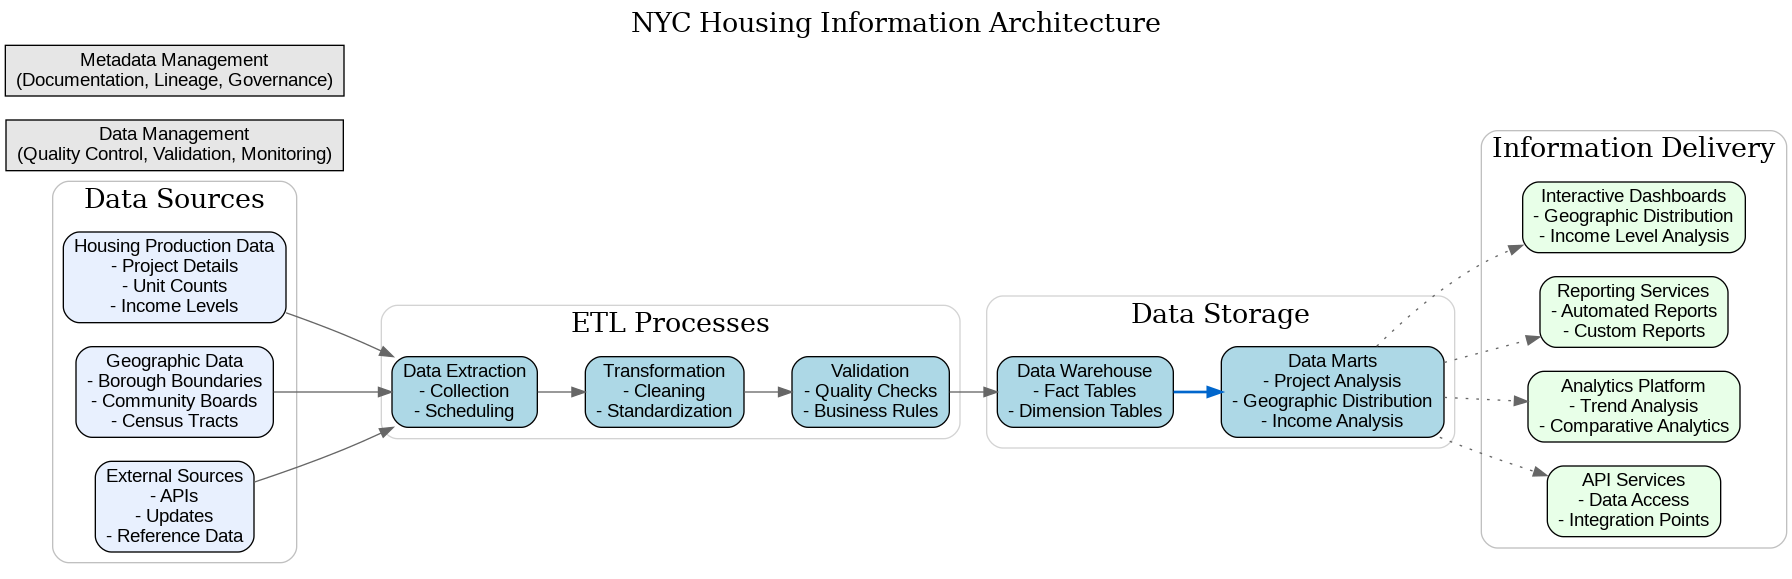 NYC Housing Information Architecture
Metadata Management
(Documentation, Lineage, Governance)
Data Management
(Quality Control, Validation, Monitoring)
Data Sources
Housing Production Data
- Project Details
- Unit Counts
- Income Levels
Geographic Data
- Borough Boundaries
- Community Boards
- Census Tracts
External Sources
- APIs
- Updates
- Reference Data
ETL Processes
Data Extraction
- Collection
- Scheduling
Transformation
- Cleaning
- Standardization
Validation
- Quality Checks
- Business Rules
Data Storage
Data Warehouse
- Fact Tables
- Dimension Tables
Data Marts
- Project Analysis
- Geographic Distribution
- Income Analysis
Information Delivery
Interactive Dashboards
- Geographic Distribution
- Income Level Analysis
Reporting Services
- Automated Reports
- Custom Reports
Analytics Platform
- Trend Analysis
- Comparative Analytics
API Services
- Data Access
- Integration Points